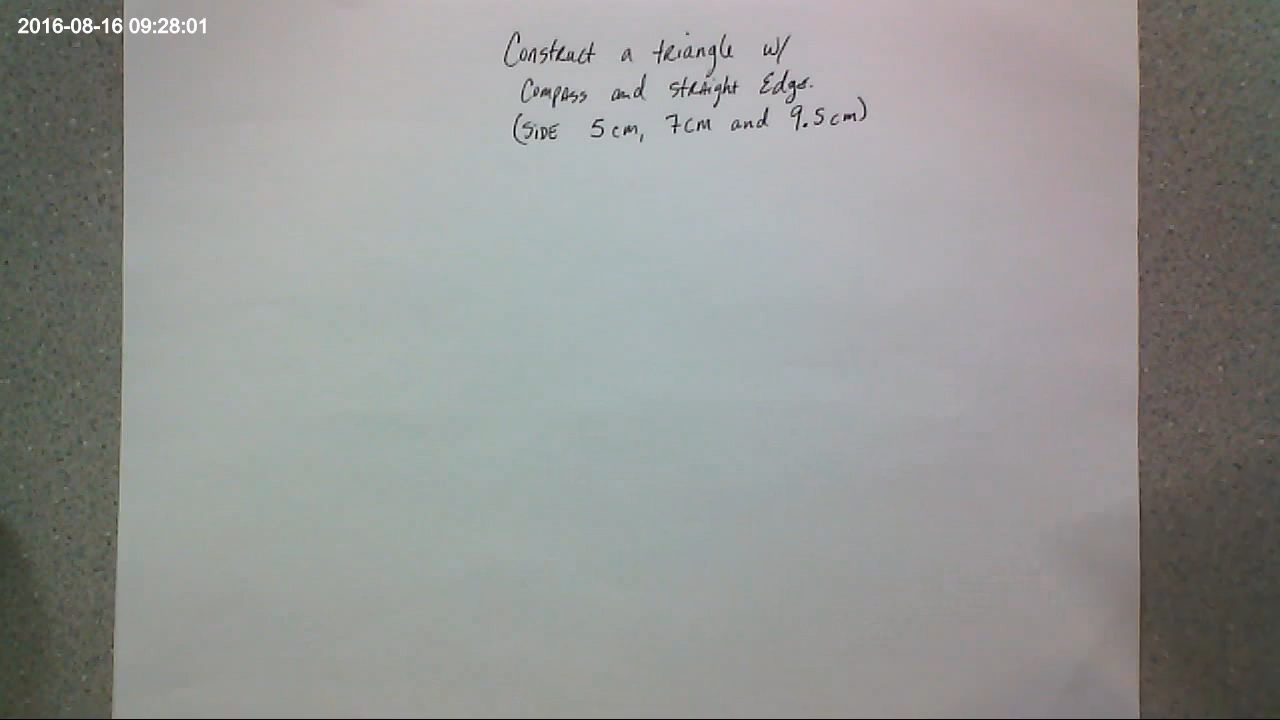 2016-08-16 09:28:01
Construct a triangle w/
Compass and straight Edge.
(SIDE 5cm, 7cm and 9.5cm)